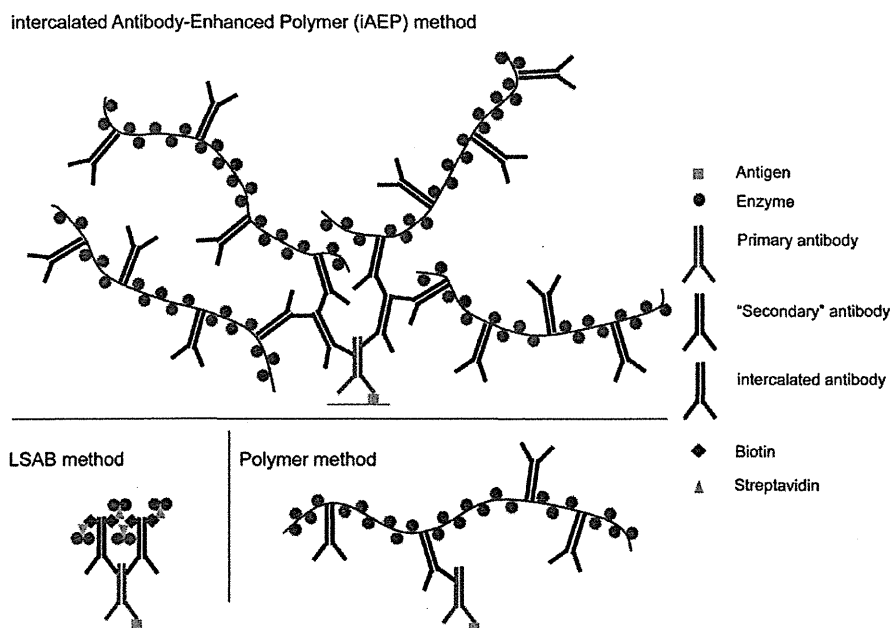 intercalated Antibody-Enhanced Polymer (iAEP) method
Antigen
Enzyme
Primary antibody
"Secondary" antibody
intercalated antibody
Biotin
Streptavidin
LSAB method
Polymer method